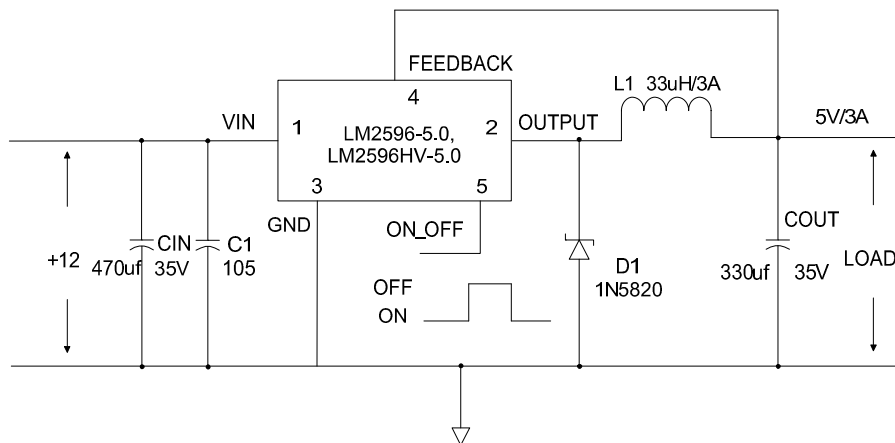 FEEDBACK
L1 33uH/3A
4
VIN
1
LM2596-5.0,
LM2596HV-5.0
2
OUTPUT
5V/3A
3
5
GND
ON_OFF
COUT
+12
CIN
470uf 35V
C1
105
D1
1N5820
330uf 35V
LOAD
OFF
ON